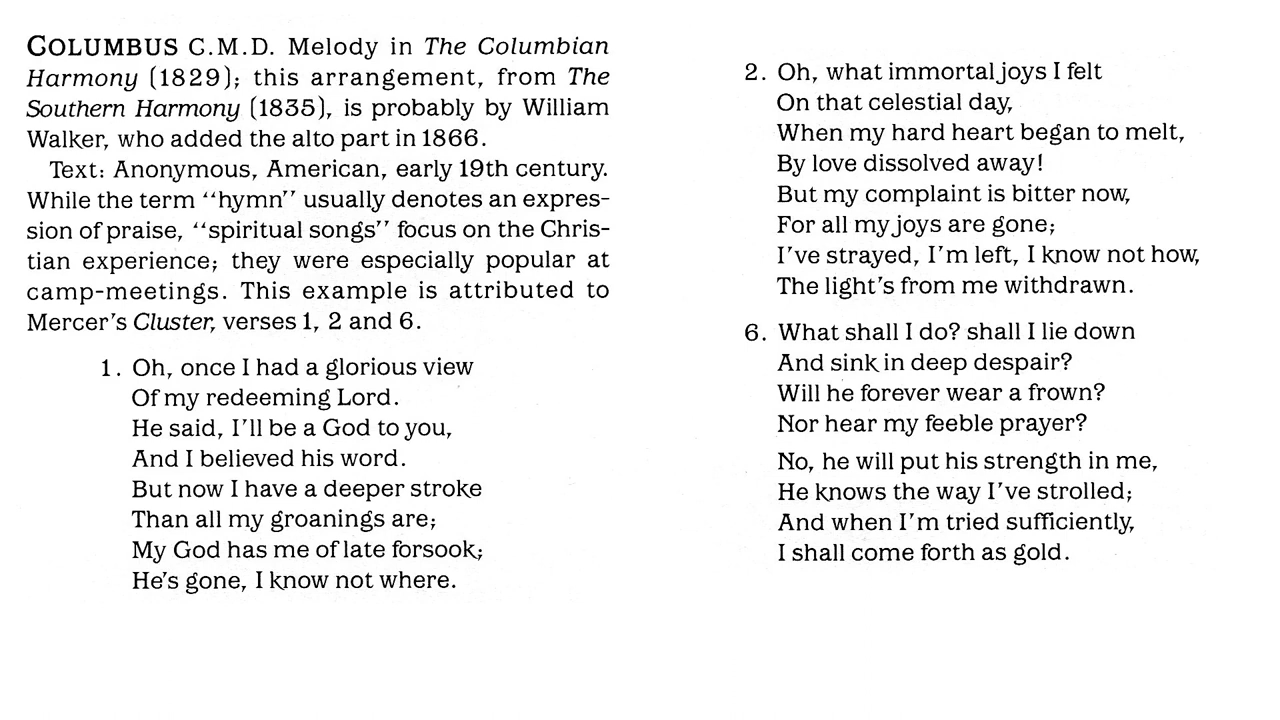 COLUMBUS C.M.D. Melody in The Columbian
Harmony (1829); this arrangement, from The
Southern Harmony (1835), is probably by William
Walker, who added the alto part in 1866.
Text: Anonymous, American, early 19th century.
While the term “hymn” usually denotes an expres-
sion of praise, “spiritual songs” focus on the Chris-
tian experience; they were especially popular at
camp-meetings. This example is attributed to
Mercer's Cluster, verses 1, 2 and 6.
1. Oh, once I had a glorious view
Of my redeeming Lord.
He said, I'll be a God to you,
And I believed his word.
But now I have a deeper stroke
Than all my groanings are;
My God has me of late forsook;
He's gone, I know not where.
2. Oh, what immortal joys I felt
On that celestial day,
When my hard heart began to melt,
By love dissolved away!
But my complaint is bitter now,
For all my joys are gone;
I've strayed, I'm left, I know not how,
The light's from me withdrawn.
6. What shall I do? shall I lie down
And sink in deep despair?
Will he forever wear a frown?
Nor hear my feeble prayer?
No, he will put his strength in me,
He knows the way I've strolled;
And when I'm tried sufficiently,
I shall come forth as gold.